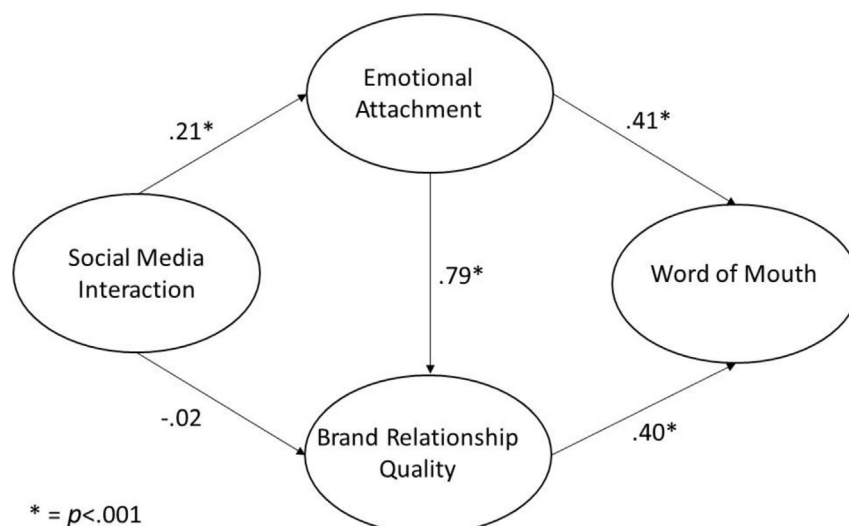 Emotional
Attachment
.21*
.41*
Social Media
Interaction
.79*
Word of Mouth
-.02
Brand Relationship
Quality
.40*
* = p<.001